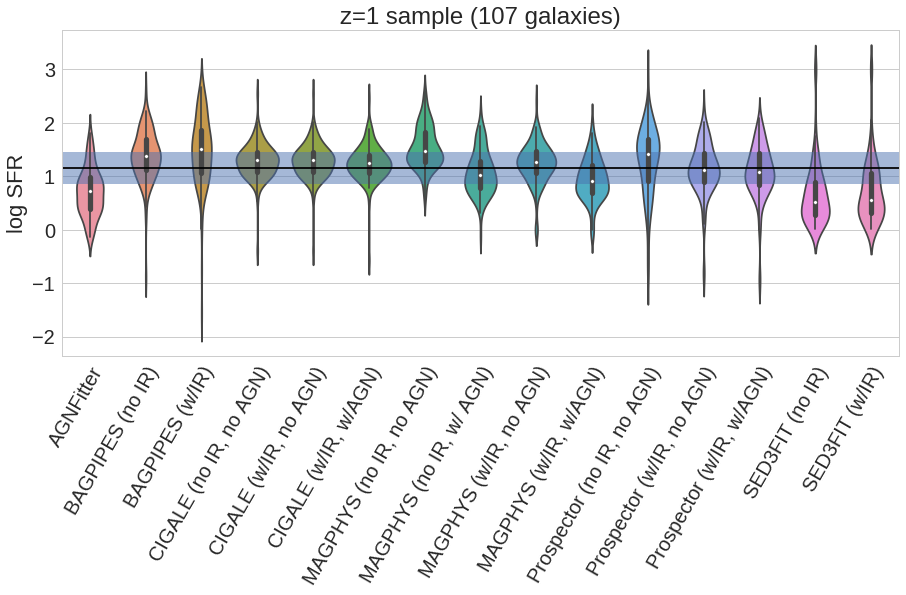 z=1 sample (107 galaxies)
log SFR
3
2
1
0
−1
−2
AGNFitter
BAGPIPES (no IR)
BAGPIPES (w/IR)
CIGALE (no IR, no AGN)
CIGALE (w/IR, no AGN)
CIGALE (w/IR, w/AGN)
MAGPHYS (no IR, no AGN)
MAGPHYS (no IR, w/ AGN)
MAGPHYS (w/IR, no AGN)
MAGPHYS (w/IR, w/AGN)
Prospector (no IR, no AGN)
Prospector (w/IR, no AGN)
Prospector (w/IR, w/AGN)
SED3FIT (no IR)
SED3FIT (w/IR)